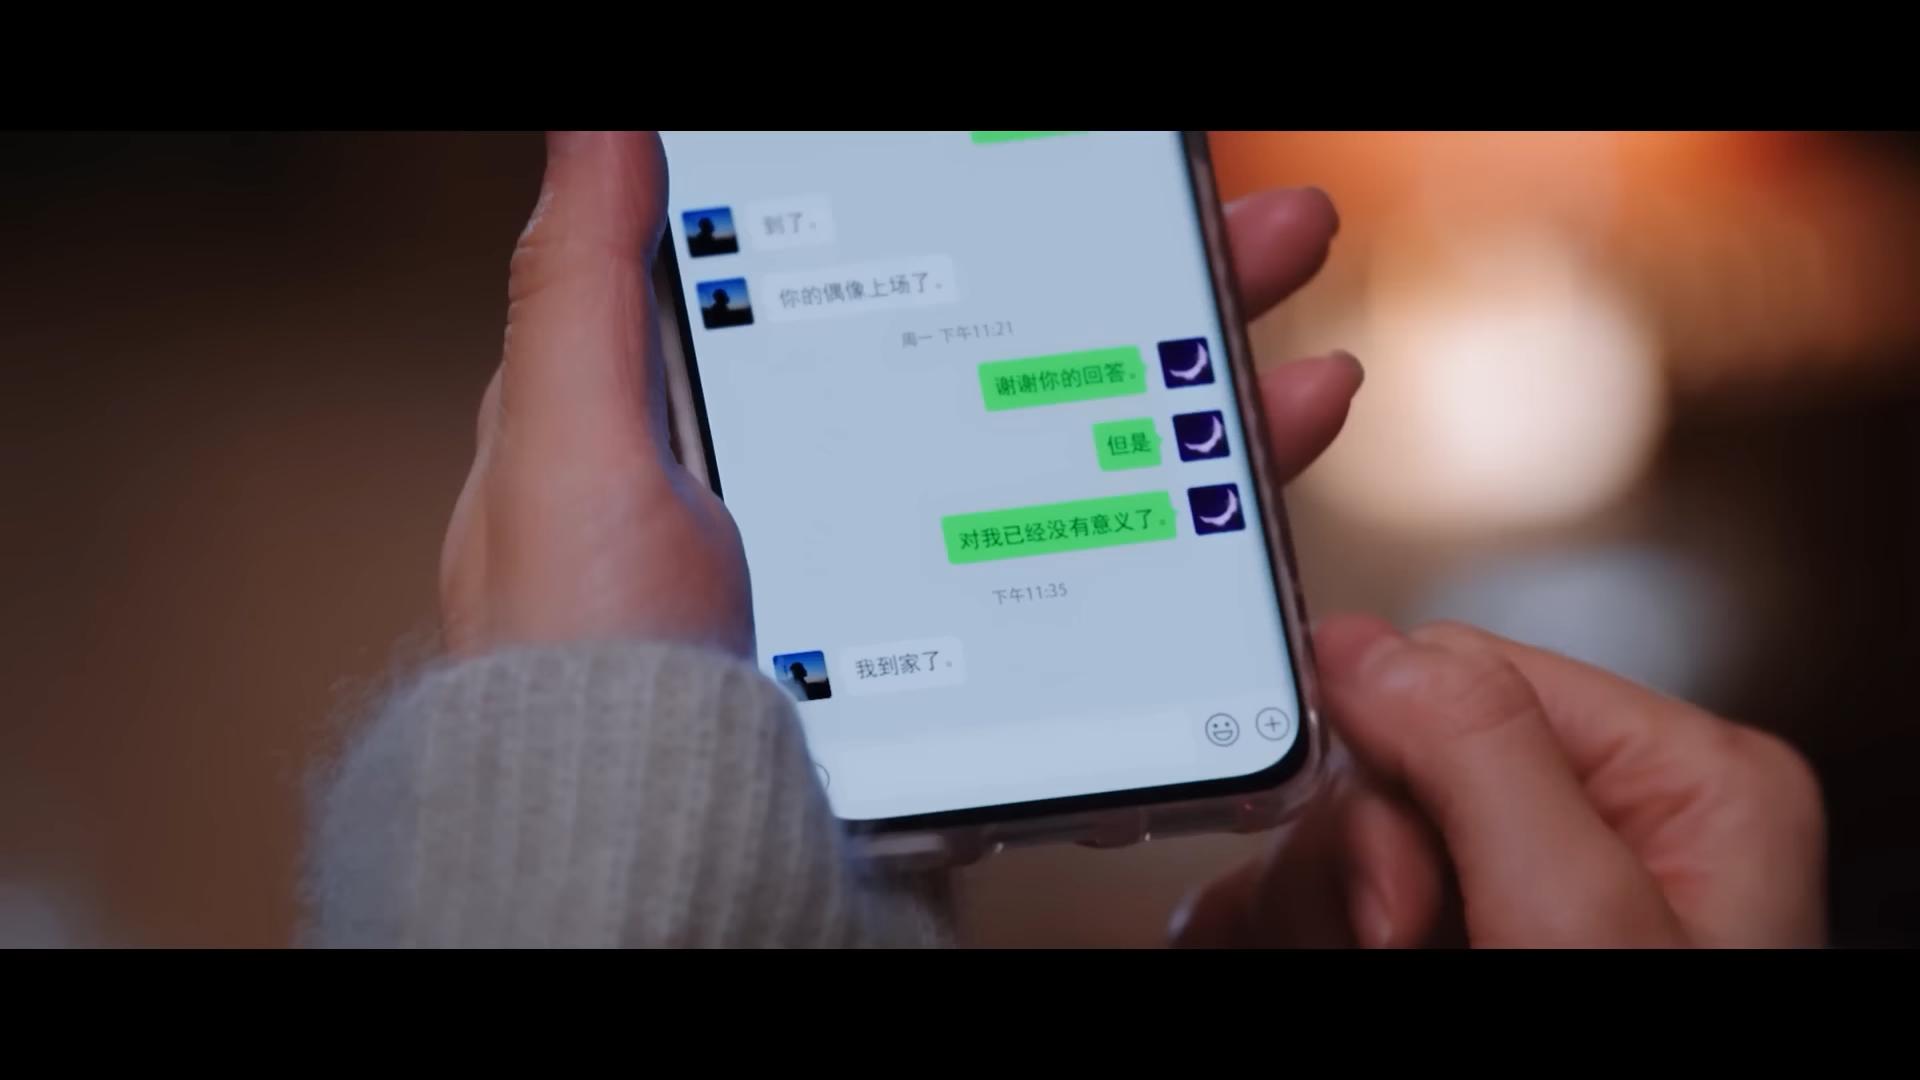 到了。
你的偶像上场了。
周一 下午11:21
谢谢你的回答。
但是
对我已经没有意义了。
下午11:35
我到家了。